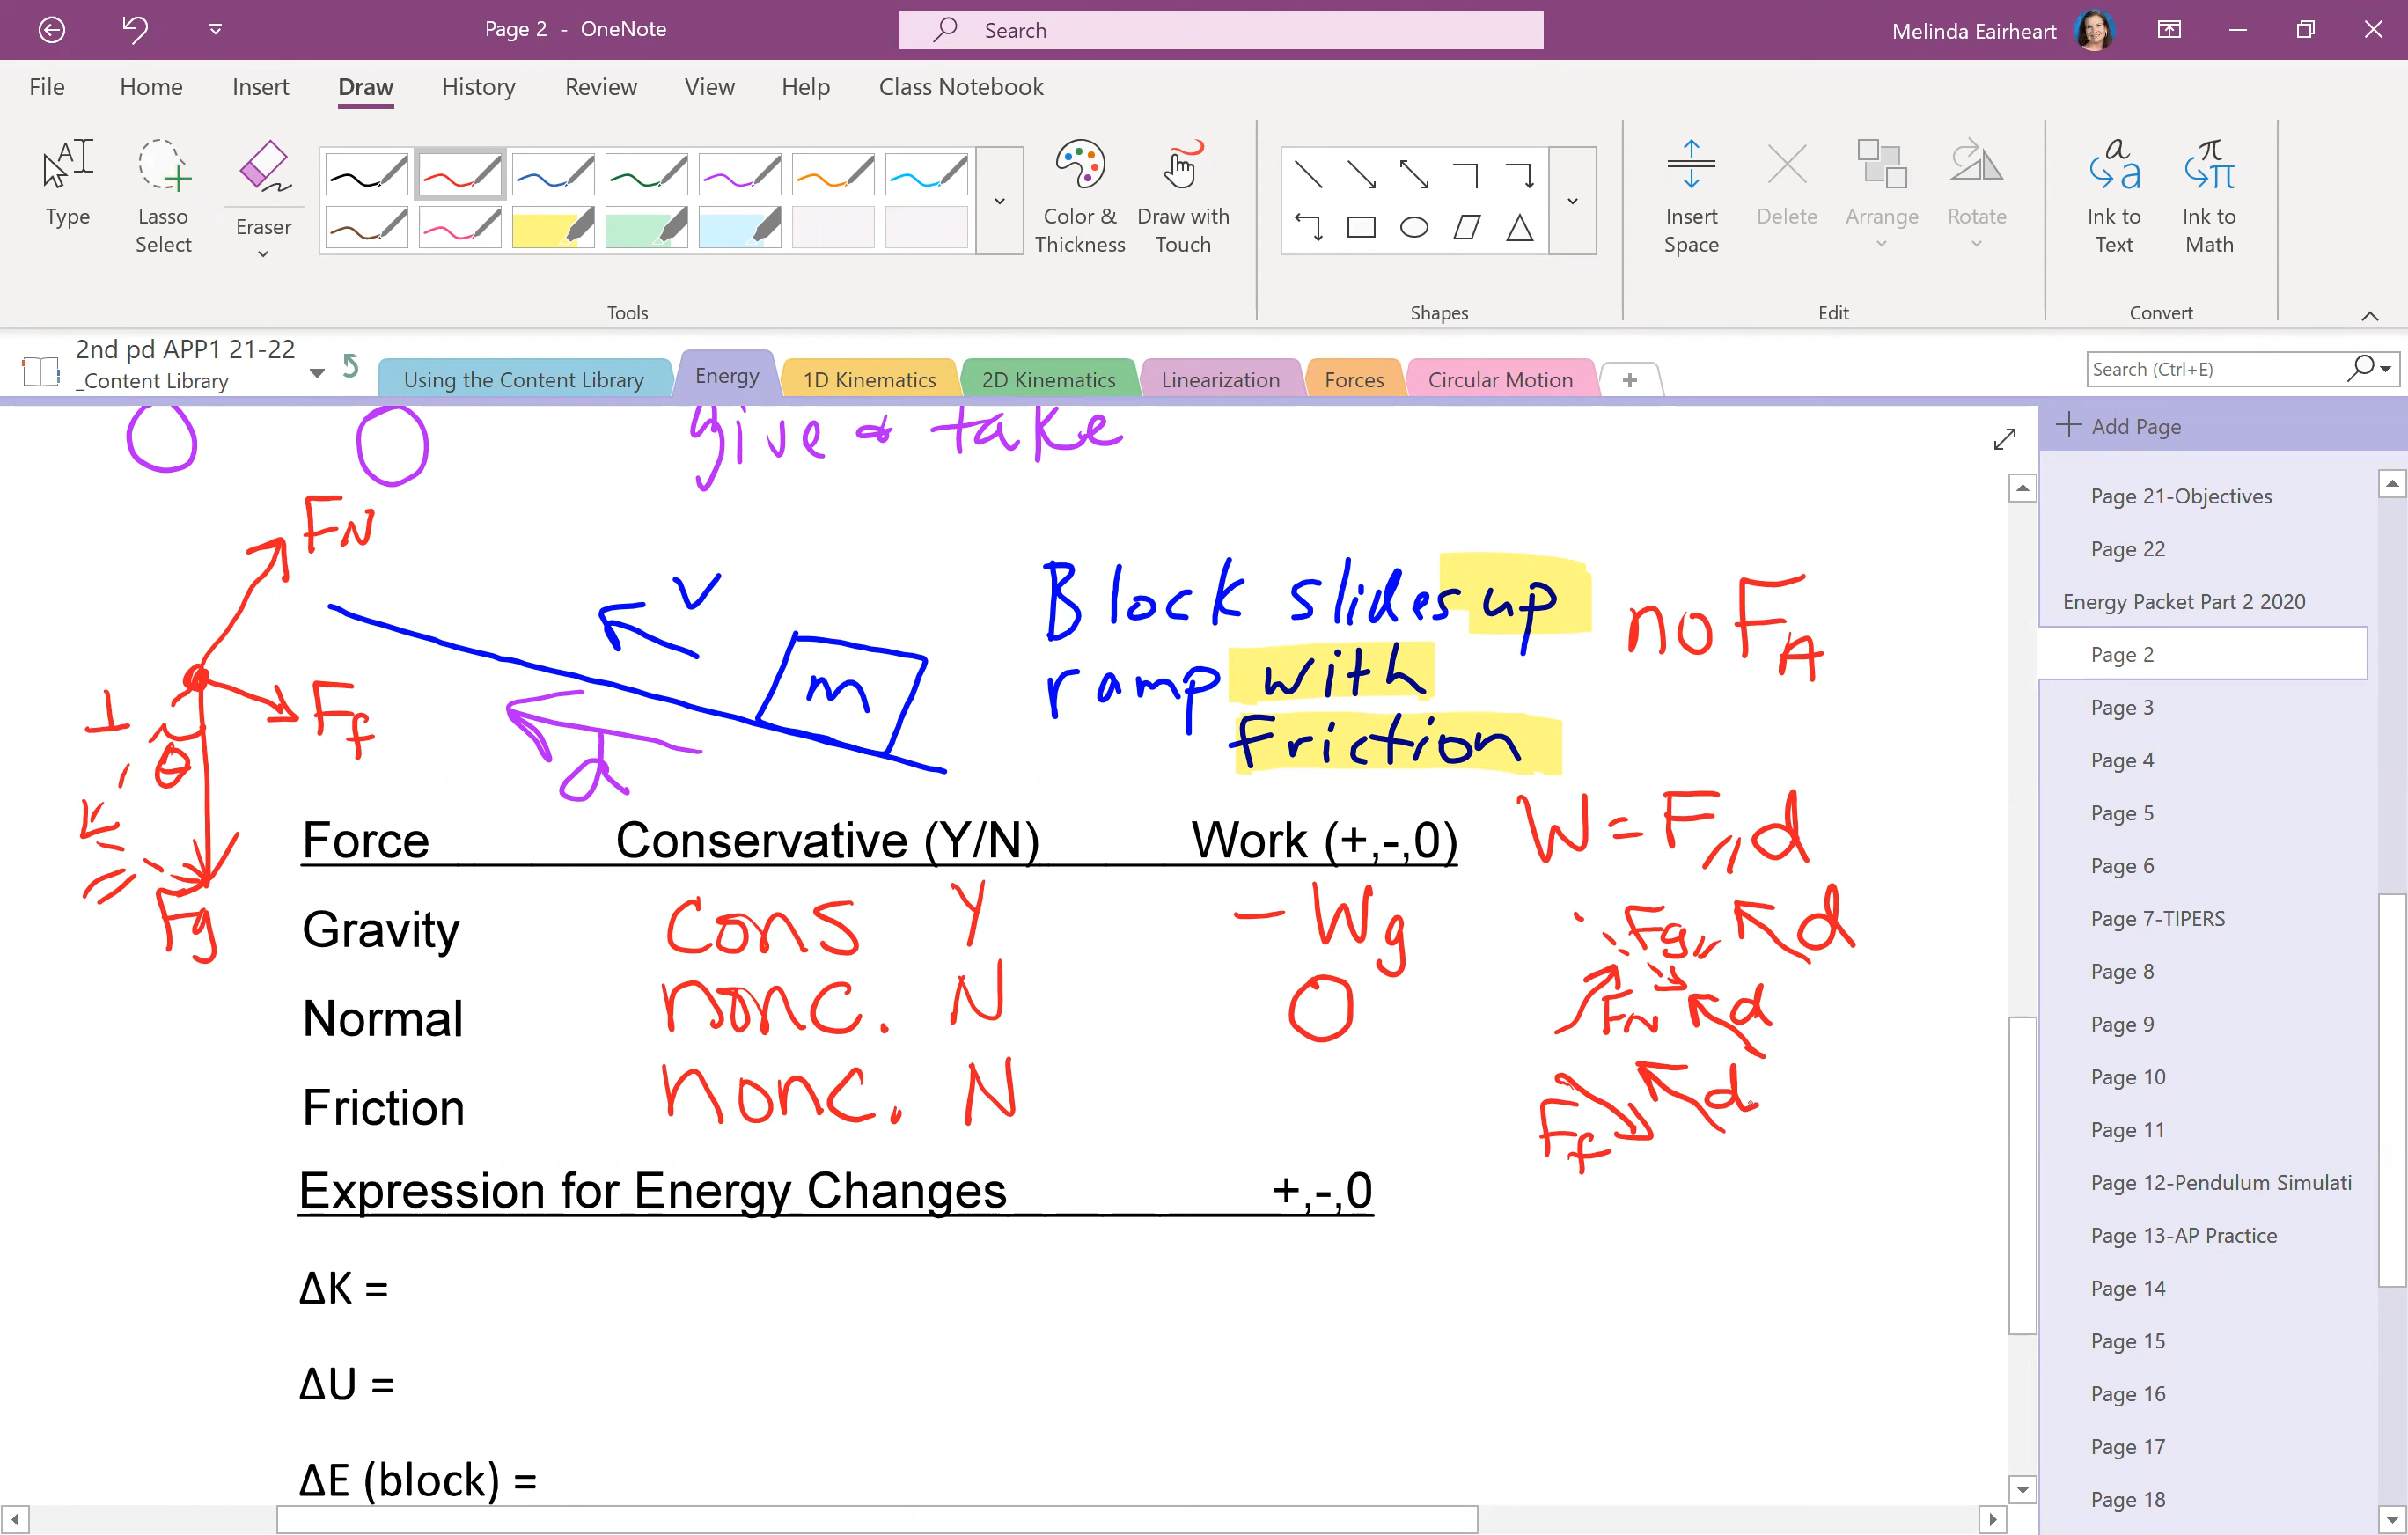 Page 2 - OneNote
Search
Melinda Eairheart
File Home Insert Draw History Review View Help Class Notebook
Type
Lasso Select
Eraser
Color & Thickness
Draw with Touch
Insert Space
Delete
Arrange
Rotate
Ink to Text
Ink to Math
Tools
Shapes
Edit
Convert
2nd pd APP1 21-22
_Content Library
Using the Content Library Energy 1D Kinematics 2D Kinematics Linearization Forces Circular Motion +
Search (Ctrl+E)
give & take
FN
Ff
⊥
θ
//
Fg
v
m
d
Block slides up no FA
ramp with
friction
W = F// d
Force Conservative (Y/N) Work (+,-,0)
Gravity Cons Y - Wg
Fg// d
Normal nonc. N 0
FN d
Friction nonc. N
Ff d
Expression for Energy Changes +,-,0
ΔK =
ΔU =
ΔE (block) =
Add Page
Page 21-Objectives
Page 22
Energy Packet Part 2 2020
Page 2
Page 3
Page 4
Page 5
Page 6
Page 7-TIPERS
Page 8
Page 9
Page 10
Page 11
Page 12-Pendulum Simulati
Page 13-AP Practice
Page 14
Page 15
Page 16
Page 17
Page 18